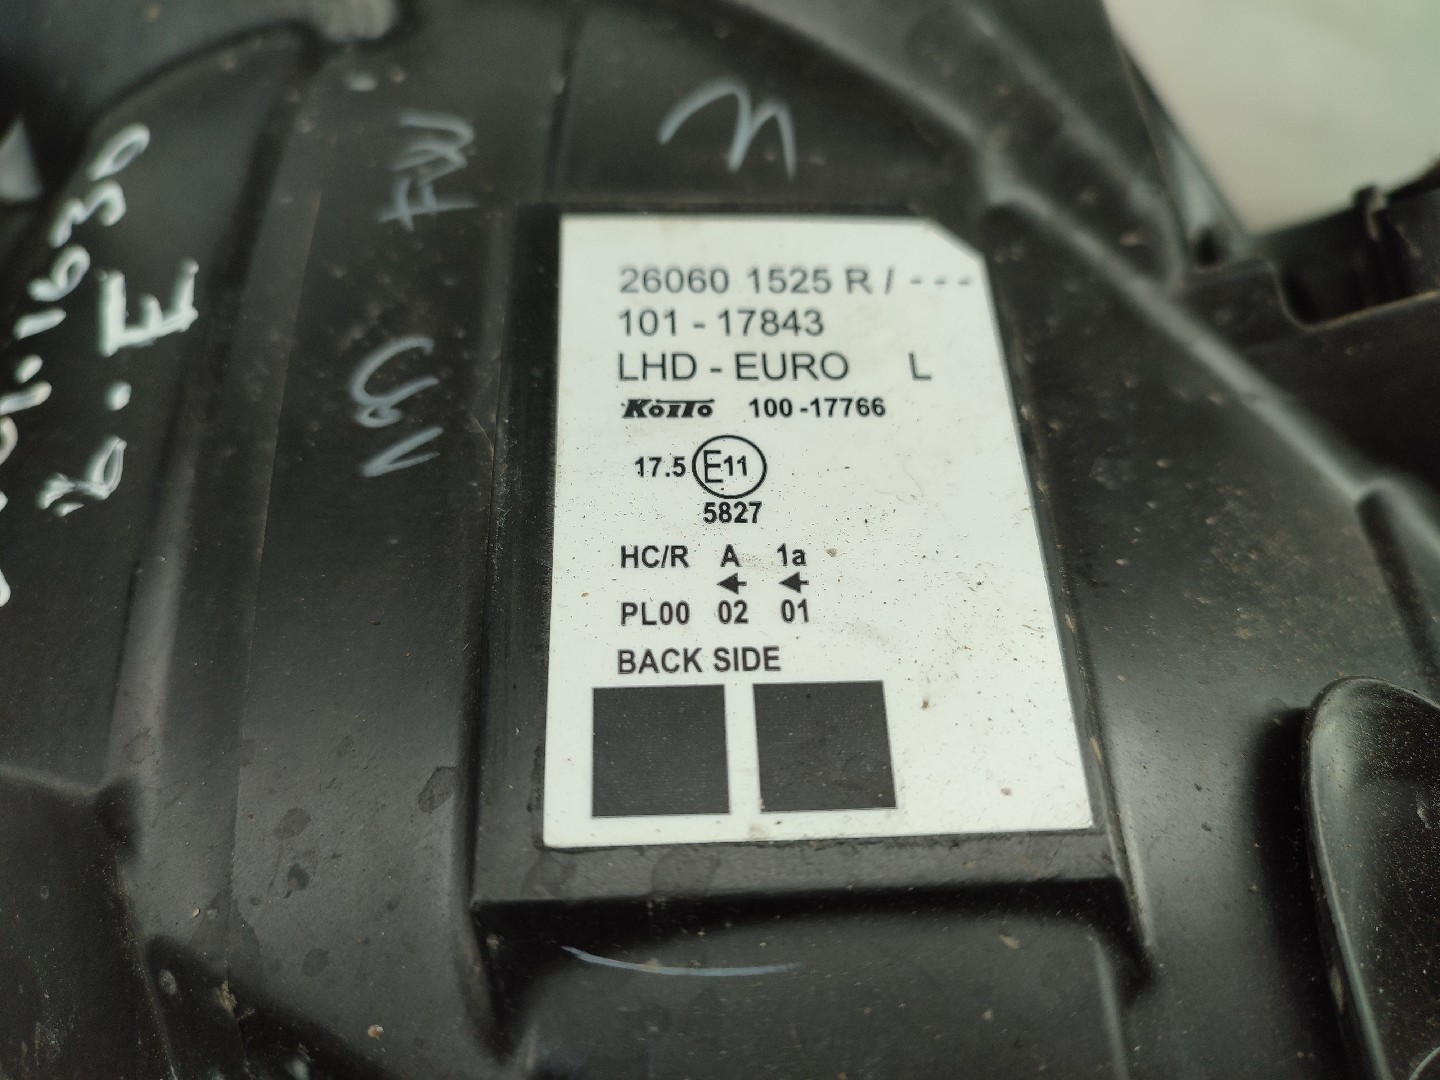 26060 1525 R / - - -
101 - 17843
LHD - EURO L
KOITO 100 -17766
17.5 E11
5827
HC/R A 1a
← ←
PL00 02 01
BACK SIDE